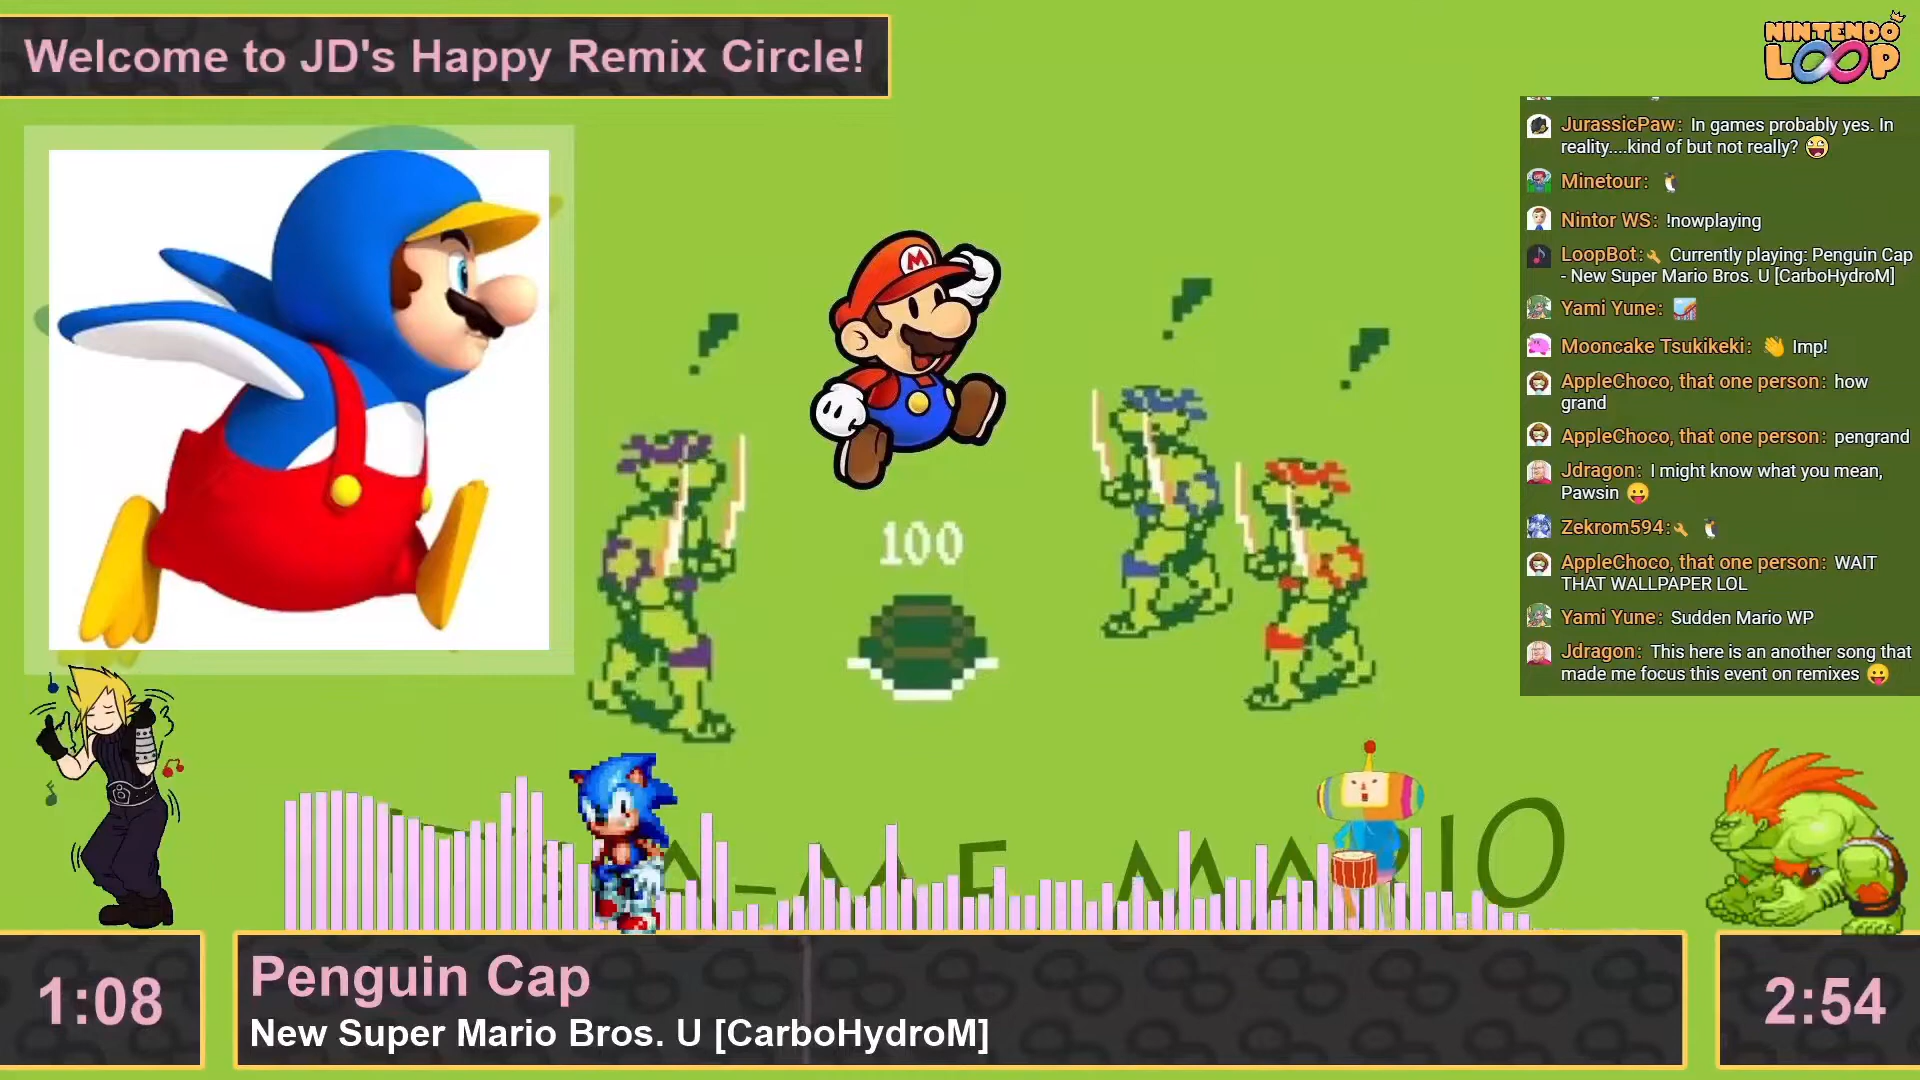 Welcome to JD's Happy Remix Circle!
NINTENDO
LOOP
JurassicPaw: In games probably yes. In
reality....kind of but not really?
Minetour:
Nintor WS: !nowplaying
LoopBot: Currently playing: Penguin Cap
- New Super Mario Bros. U [CarboHydroM]
Yami Yune:
Mooncake Tsukikeki: Imp!
AppleChoco, that one person: how
grand
AppleChoco, that one person: pengrand
Jdragon: I might know what you mean,
Pawsin
Zekrom594:
AppleChoco, that one person: WAIT
THAT WALLPAPER LOL
Yami Yune: Sudden Mario WP
Jdragon: This here is an another song that
made me focus this event on remixes
M
100
MARIO
1:08
Penguin Cap
New Super Mario Bros. U [CarboHydroM]
2:54